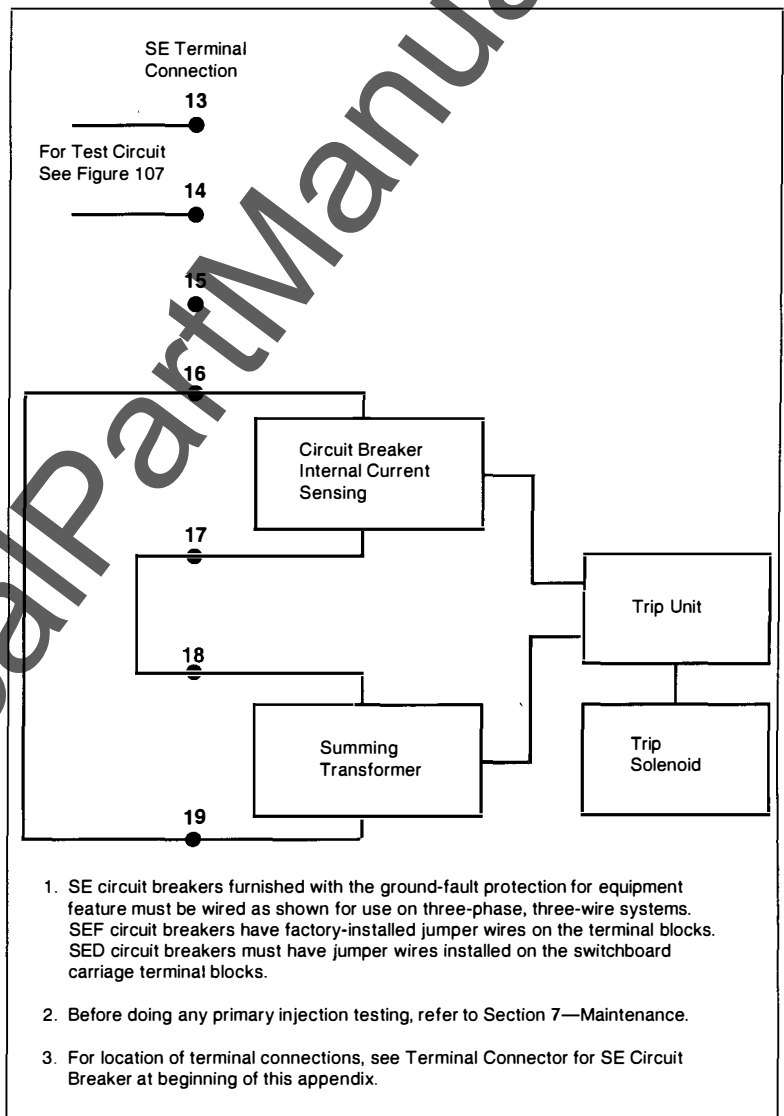 SE Terminal
Connection
13
For Test Circuit
See Figure 107
14
15
16
Circuit Breaker
Internal Current
Sensing
17
Trip Unit
18
Summing
Transformer
Trip
Solenoid
19
1. SE circuit breakers furnished with the ground-fault protection for equipment
feature must be wired as shown for use on three-phase, three-wire systems.
SEF circuit breakers have factory-installed jumper wires on the terminal blocks.
SED circuit breakers must have jumper wires installed on the switchboard
carriage terminal blocks.
2. Before doing any primary injection testing, refer to Section 7—Maintenance.
3. For location of terminal connections, see Terminal Connector for SE Circuit
Breaker at beginning of this appendix.